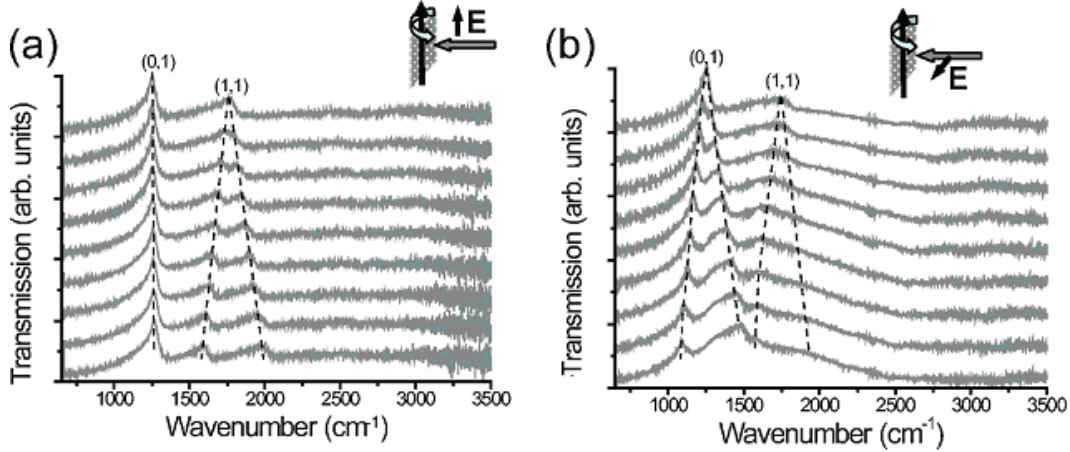 (a)
E
(0,1)
(1,1)
Transmission (arb. units)
1000 1500 2000 2500 3000 3500
Wavenumber (cm-1)
(b)
E
(0,1)
(1,1)
Transmission (arb. units)
1000 1500 2000 2500 3000 3500
Wavenumber (cm-1)